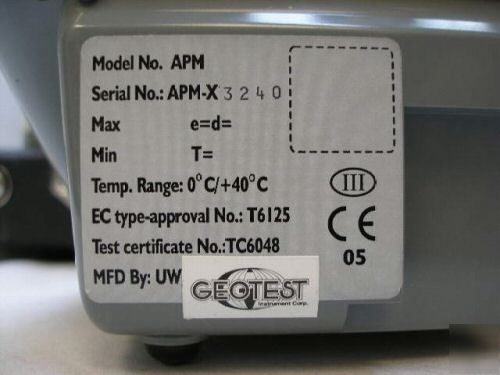 Model No. APM
Serial No.: APM-X 3240
Max e=d=
Min T=
Temp. Range: 0°C/+40°C
III
EC type-approval No.: T6125
CE
Test certificate No.:TC6048
05
MFD By: UW
GEOTEST
Instrument Corp.